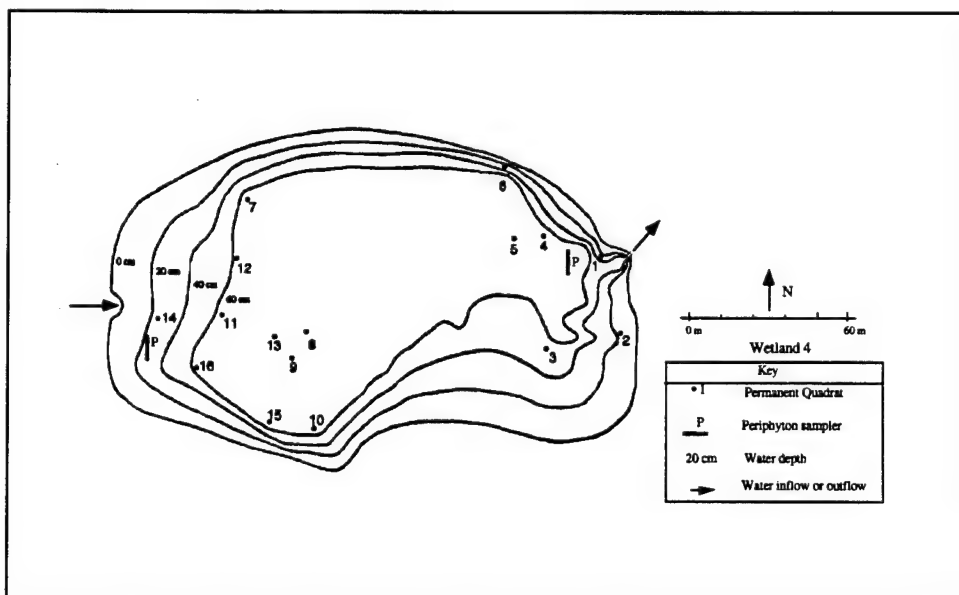 6
7
5
4
P
1
12
0 cm
20 cm
40 cm
60 cm
N
0 m
60 m
14
11
13
8
2
P
3
9
16
Wetland 4
Key
15
10
1 Permanent Quadrat
P Periphyton sampler
20 cm Water depth
Water inflow or outflow